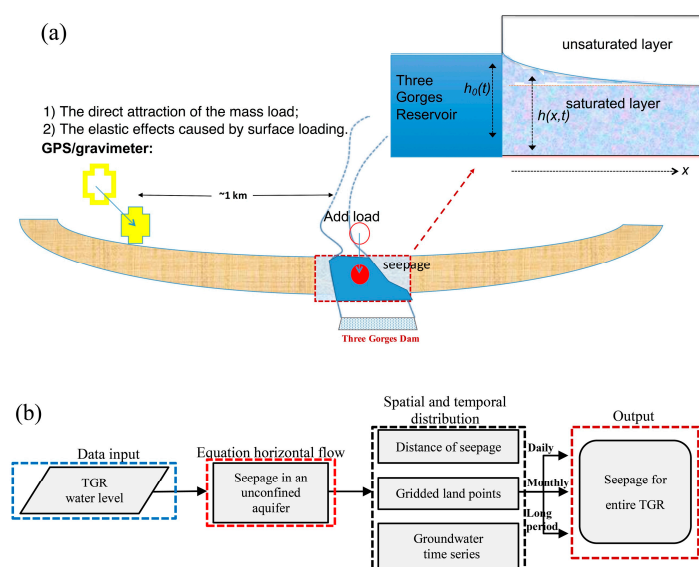 (a)
unsaturated layer
Three
Gorges
Reservoir
h0(t)
saturated layer
h(x,t)
x
1) The direct attraction of the mass load;
2) The elastic effects caused by surface loading.
GPS/gravimeter:
~1 km
Add load
seepage
Three Gorges Dam
(b)
Spatial and temporal
distribution
Data input
Equation horizontal flow
Output
TGR
water level
Seepage in an
unconfined
aquifer
Distance of seepage
Gridded land points
Groundwater
time series
Daily
Monthly
Long
period
Seepage for
entire TGR